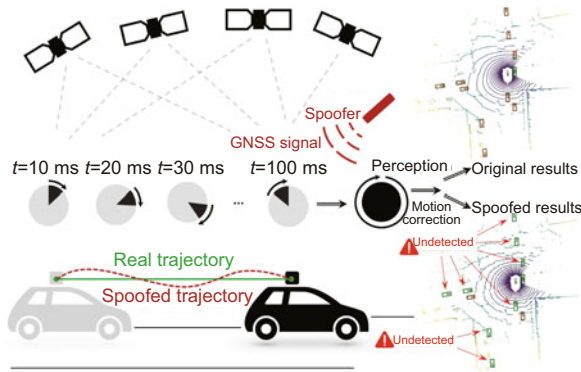 Spoofer
GNSS signal
t=10 ms
t=20 ms
t=30 ms
...
t=100 ms
Perception
Original results
Motion
correction
Spoofed results
Undetected
Real trajectory
Spoofed trajectory
Undetected